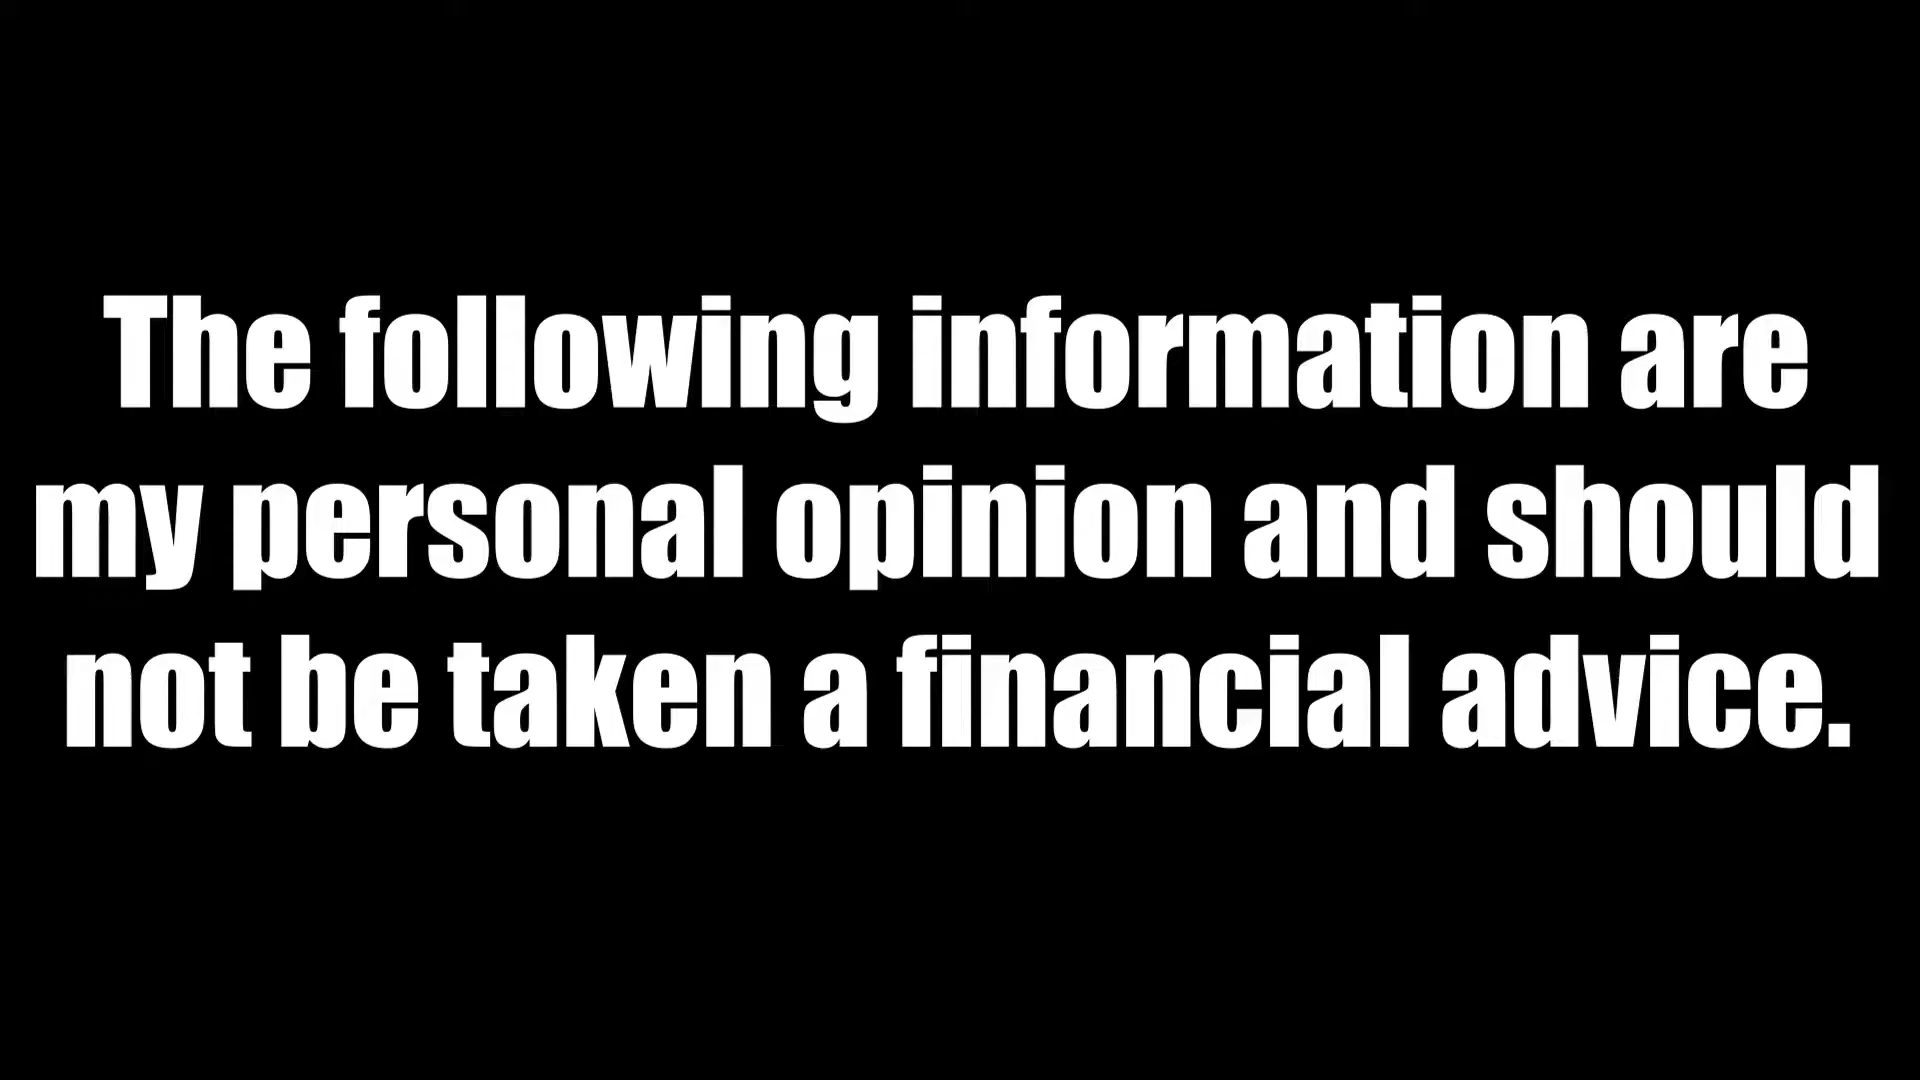 The following information are
my personal opinion and should
not be taken a financial advice.